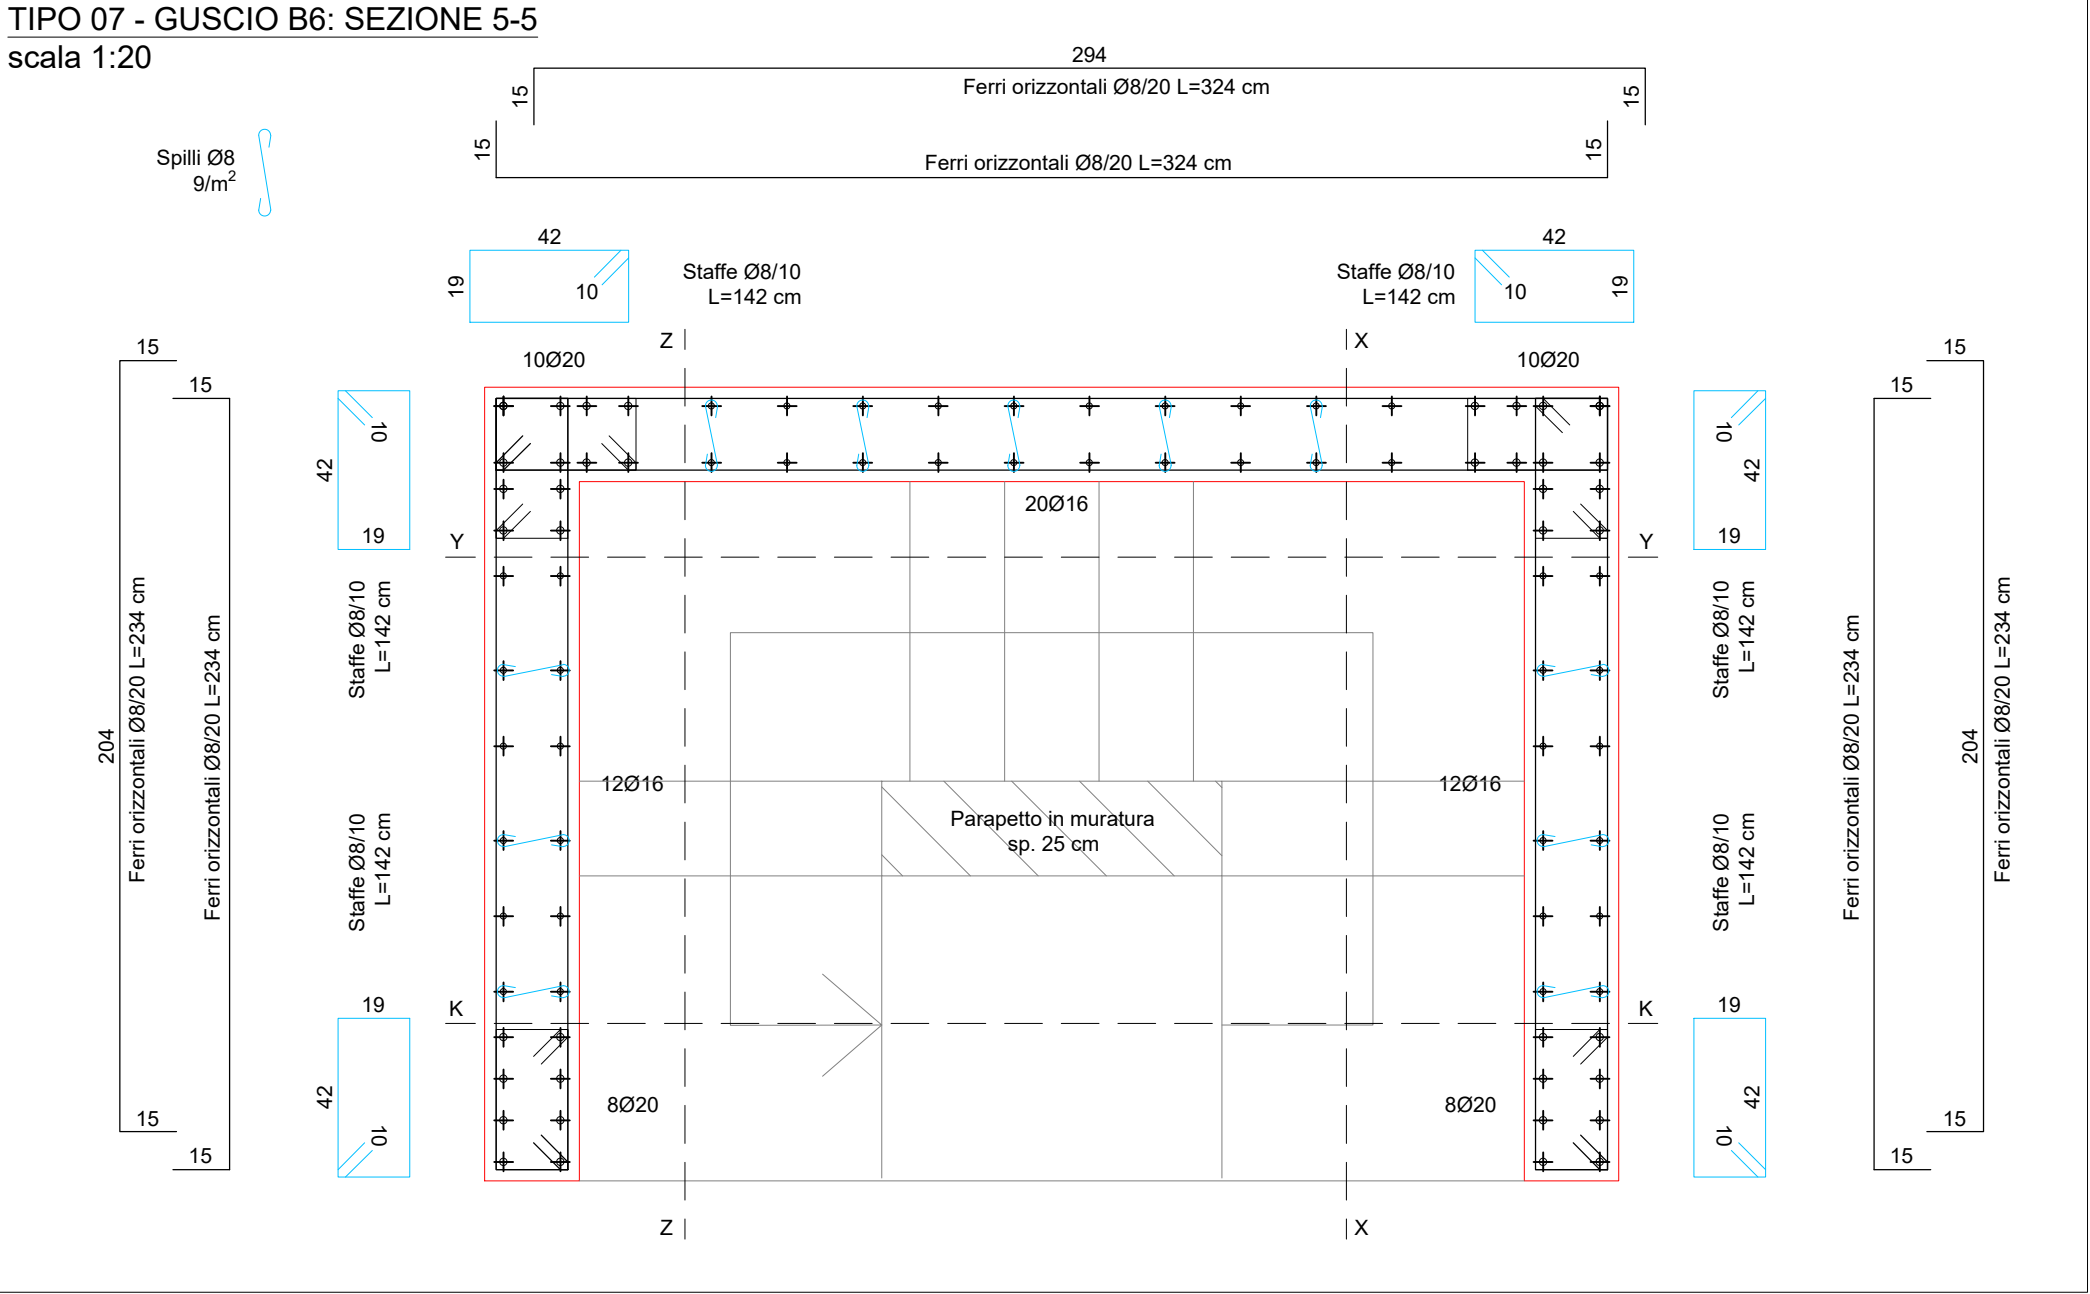 TIPO 07 - GUSCIO B6: SEZIONE 5-5
scala 1:20
294
15
Ferri orizzontali Ø8/20 L=324 cm
15
15
Ferri orizzontali Ø8/20 L=324 cm
15
Spilli Ø8
9/m²
42
19
10
Staffe Ø8/10
L=142 cm
Staffe Ø8/10
L=142 cm
42
10
19
Z
X
10Ø20
10Ø20
15
15
204
Ferri orizzontali Ø8/20 L=234 cm
Ferri orizzontali Ø8/20 L=234 cm
15
15
10
42
19
Staffe Ø8/10
L=142 cm
Staffe Ø8/10
L=142 cm
19
42
10
Y
Y
20Ø16
12Ø16
12Ø16
Parapetto in muratura
sp. 25 cm
K
K
8Ø20
8Ø20
Z
X
10
42
19
Staffe Ø8/10
L=142 cm
Staffe Ø8/10
L=142 cm
19
42
10
15
15
Ferri orizzontali Ø8/20 L=234 cm
204
Ferri orizzontali Ø8/20 L=234 cm
15
15